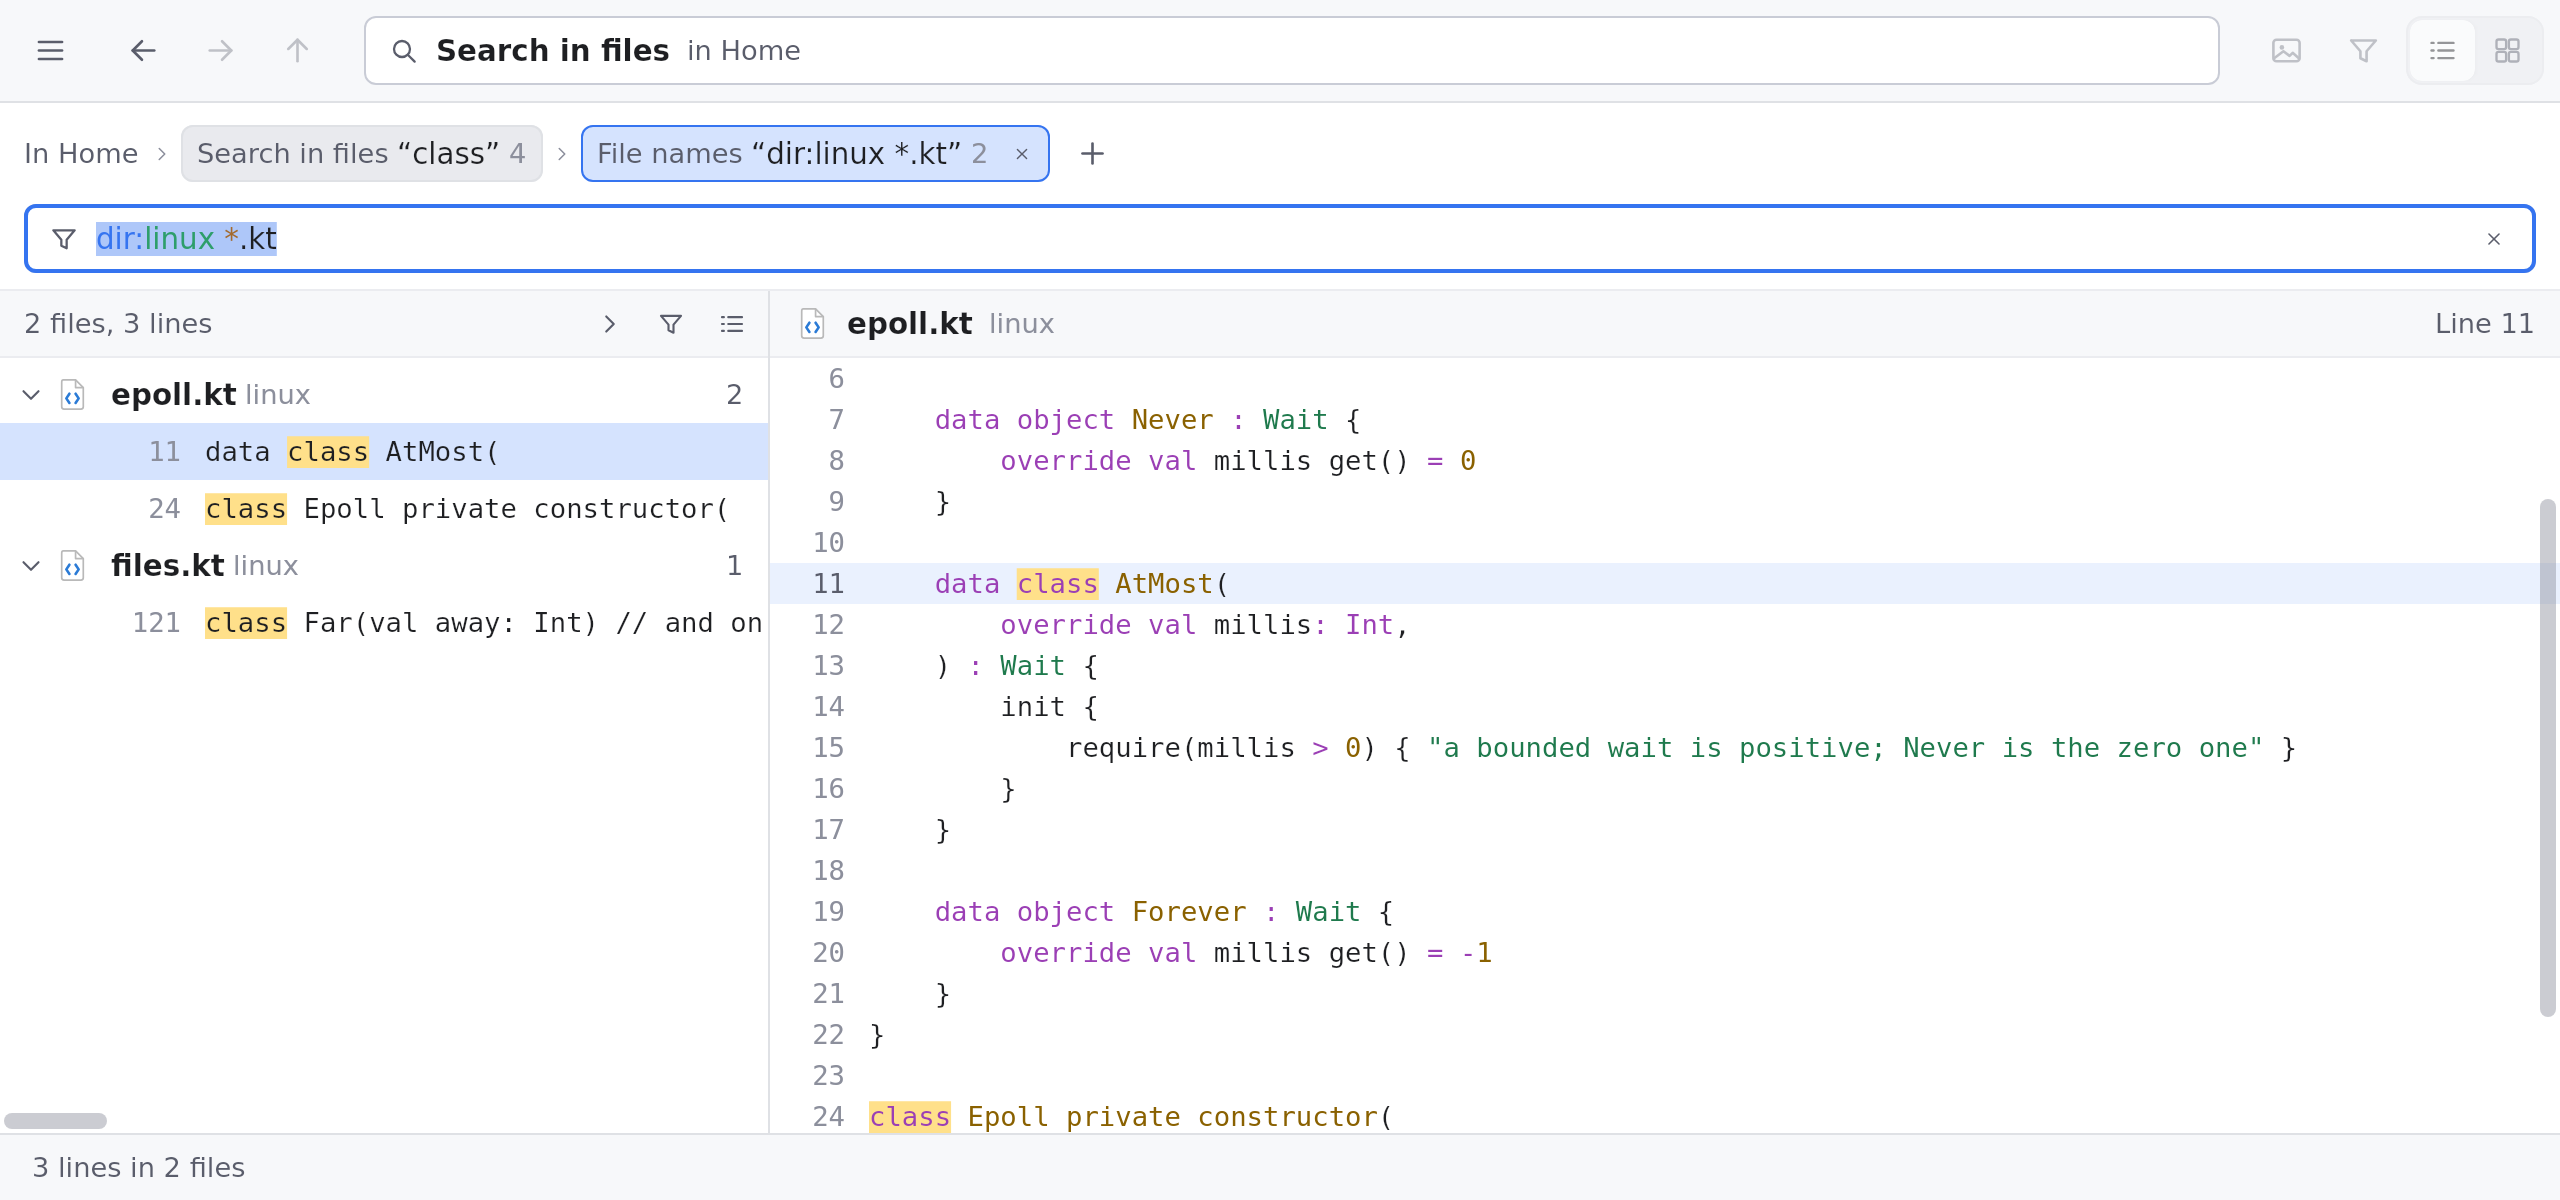 Search in files in Home
In Home › Search in files “class” 4 › File names “dir:linux *.kt” 2 × +
dir:linux *.kt ×
2 files, 3 lines
epoll.kt linux 2
11 data class AtMost(
24 class Epoll private constructor(
files.kt linux 1
121 class Far(val away: Int) // and on
epoll.kt linux Line 11
6
7     data object Never : Wait {
8         override val millis get() = 0
9     }
10
11     data class AtMost(
12         override val millis: Int,
13     ) : Wait {
14         init {
15             require(millis > 0) { "a bounded wait is positive; Never is the zero one" }
16         }
17     }
18
19     data object Forever : Wait {
20         override val millis get() = -1
21     }
22 }
23
24 class Epoll private constructor(
3 lines in 2 files